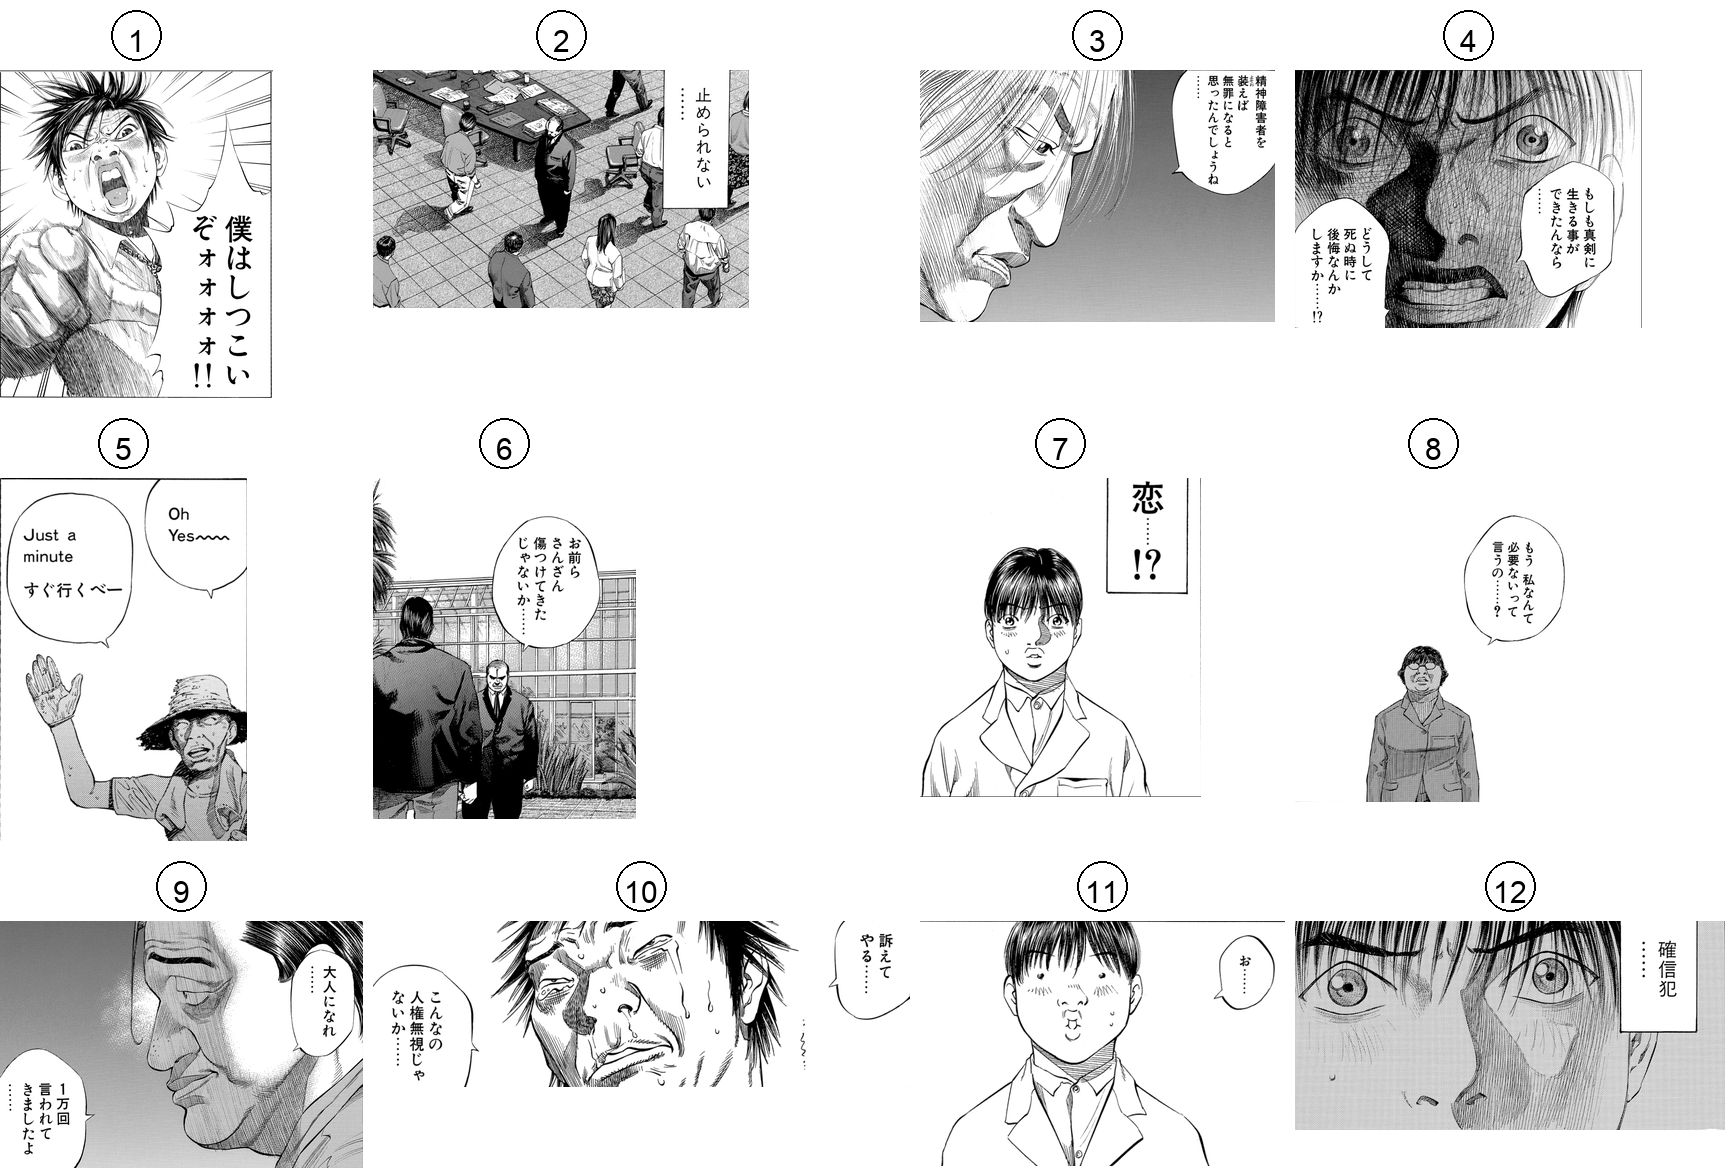 1
僕はしつこい
ぞォォォォ!!
2
止められない
……
3
精神障害者を
装えば
無罪になると
思ったんでしょうね
……
4
もしも真剣に
生きる事が
できたんなら
……
どうして
死ぬ時に
後悔なんか
しますか……!?
5
Oh
Yes〜〜
Just a
minute
すぐ行くべー
6
お前ら
さんざん
傷つけてきた
じゃないか……
7
恋……!?
8
もう 私なんて
必要ないって
言うの……?
9
大人になれ
……
1万回
言われて
きましたよ
……
10
訴えて
やる……
こんなの
人権無視じゃ
ないか……
11
お……
12
確信犯
……